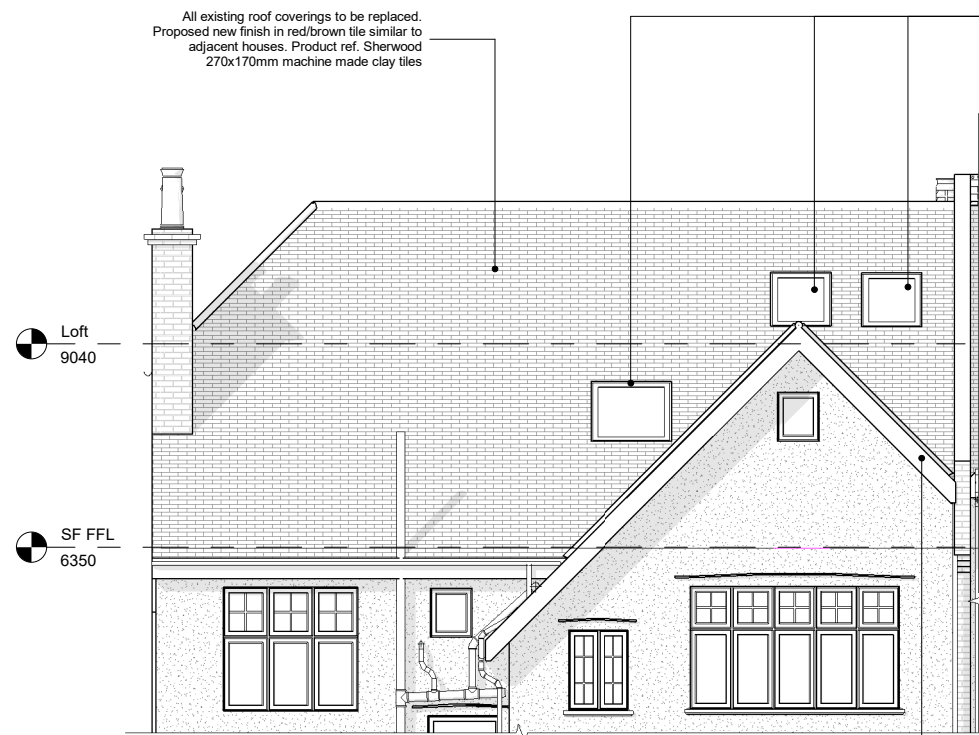 All existing roof coverings to be replaced.
Proposed new finish in red/brown tile similar to
adjacent houses. Product ref. Sherwood
270x170mm machine made clay tiles
Loft
9040
SF FFL
6350